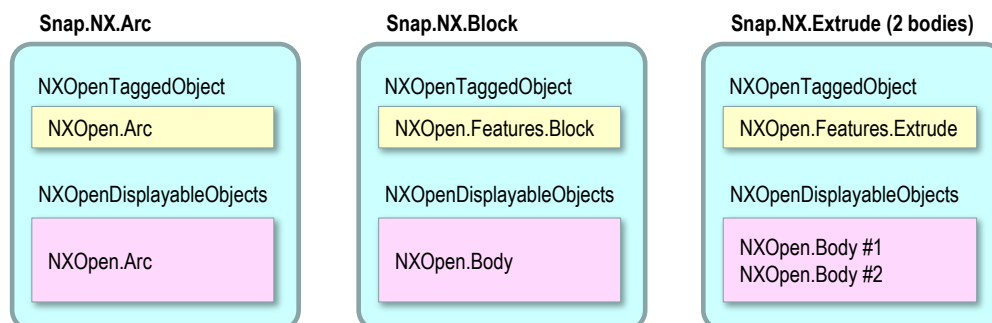 Snap.NX.Arc
NXOpenTaggedObject
NXOpen.Arc
NXOpenDisplayableObjects
NXOpen.Arc
Snap.NX.Block
NXOpenTaggedObject
NXOpen.Features.Block
NXOpenDisplayableObjects
NXOpen.Body
Snap.NX.Extrude (2 bodies)
NXOpenTaggedObject
NXOpen.Features.Extrude
NXOpenDisplayableObjects
NXOpen.Body #1
NXOpen.Body #2